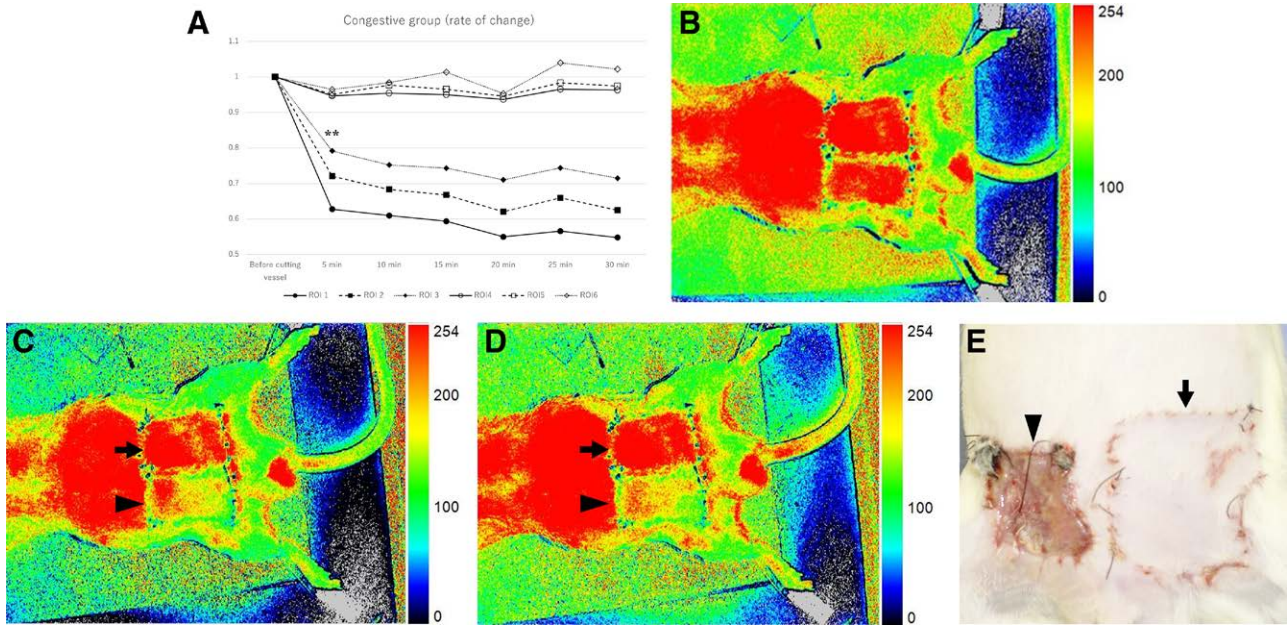 A
Congestive group (rate of change)
1.1
1
0.9
0.8
0.7
0.6
0.5
**
Before cutting vessel
5 min
10 min
15 min
20 min
25 min
30 min
ROI 1
ROI 2
ROI 3
ROI4
ROI5
ROI6
B
254
200
100
0
C
254
200
100
0
D
254
200
100
0
E